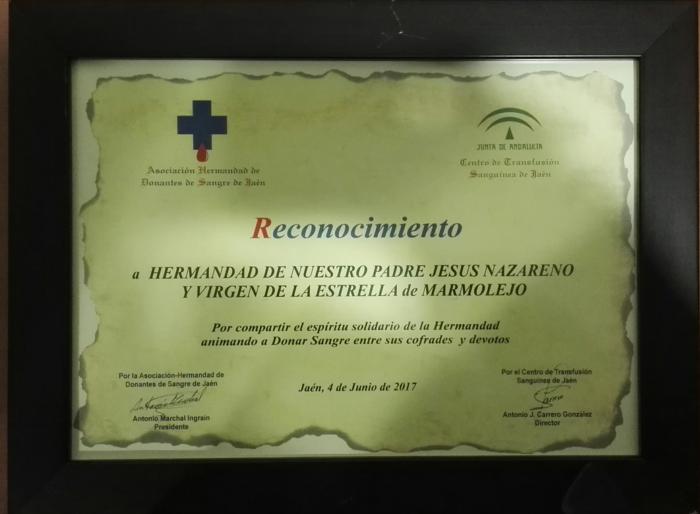 Asociación Hermandad de
Donantes de Sangre de Jaén
JUNTA DE ANDALUCIA
Centro de Transfusión
Sanguínea de Jaén
Reconocimiento
a HERMANDAD DE NUESTRO PADRE JESUS NAZARENO
Y VIRGEN DE LA ESTRELLA de MARMOLEJO
Por compartir el espíritu solidario de la Hermandad
animando a Donar Sangre entre sus cofrades y devotos
Por la Asociación-Hermandad de
Donantes de Sangre de Jaén
Antonio Marchal Ingrain
Presidente
Jaén, 4 de Junio de 2017
Por el Centro de Transfusión
Sanguínea de Jaén
Antonio J. Carrero González
Director